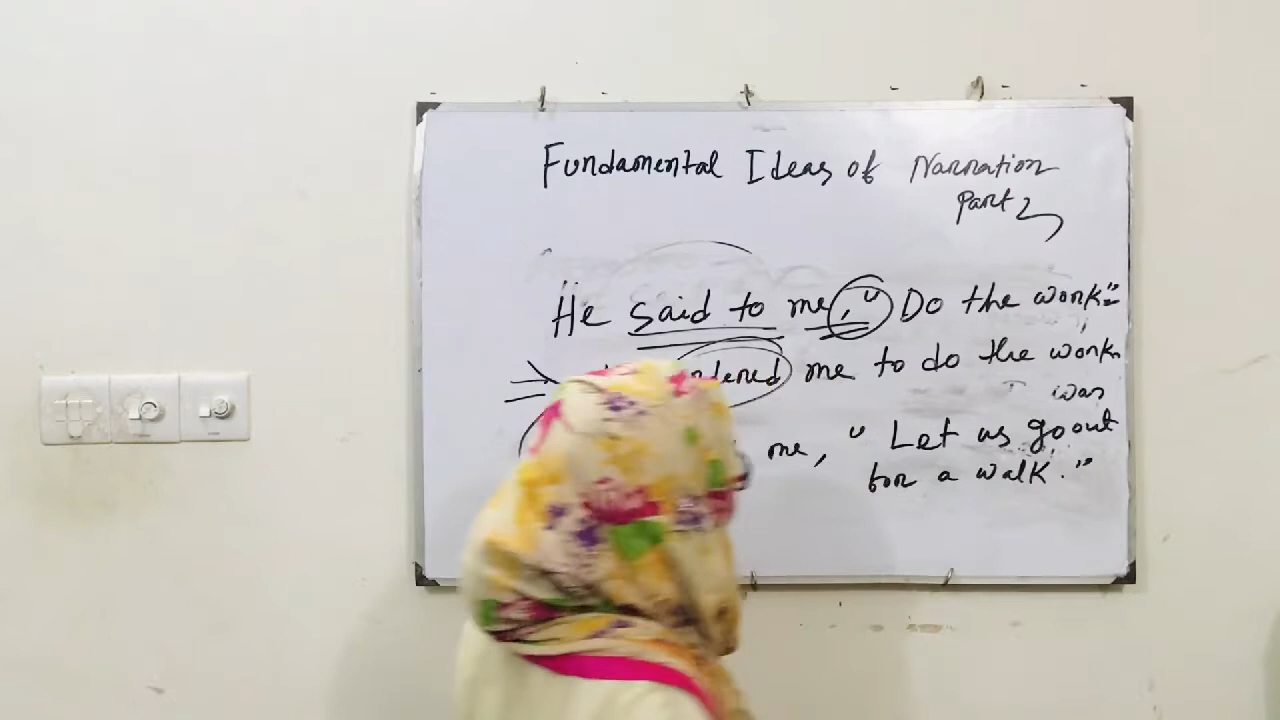 Fundamental Ideas of Narration
Part 2
He said to me, " Do the work"
me to do the work
was
me, " Let us go out
for a walk."